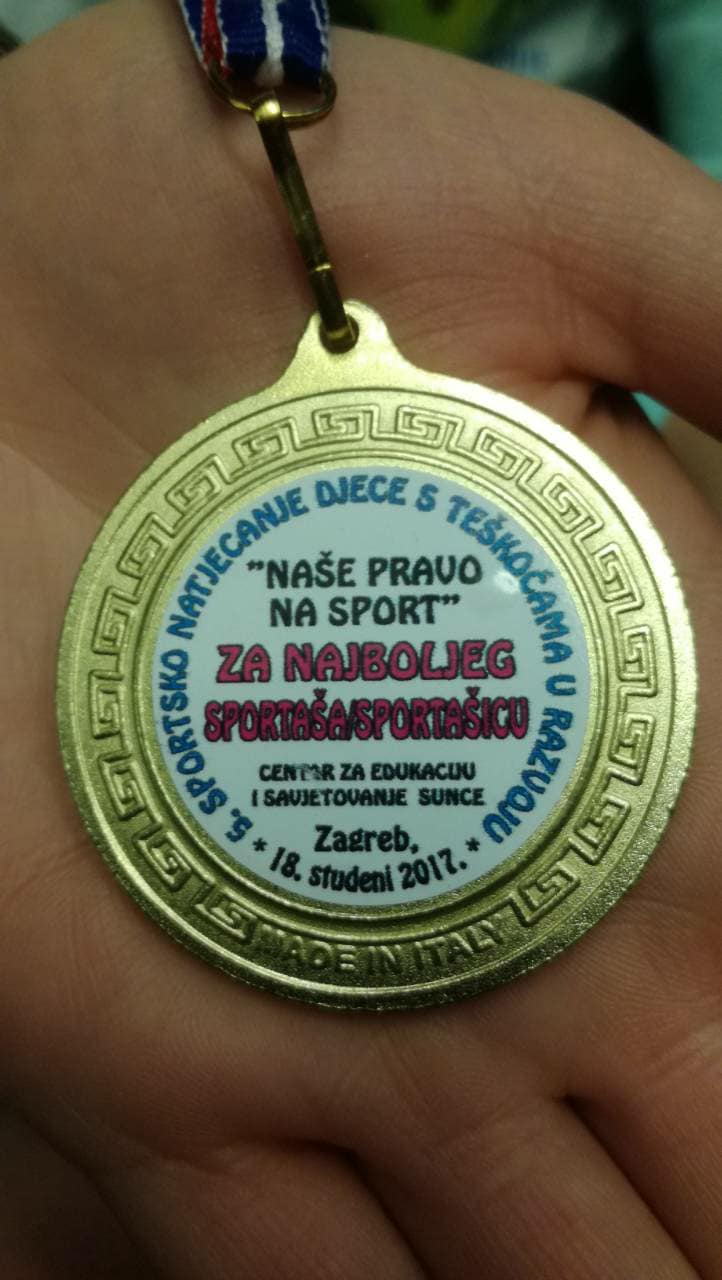 5. SPORTSKO NATJECANJE DJECE S TEŠKOĆAMA U RAZVOJU
"NAŠE PRAVO
NA SPORT"
ZA NAJBOLJEG
SPORTAŠA/SPORTAŠICU
CENTAR ZA EDUKACIJU
I SAVJETOVANJE SUNCE
Zagreb,
* 18. studeni 2017. *
MADE IN ITALY